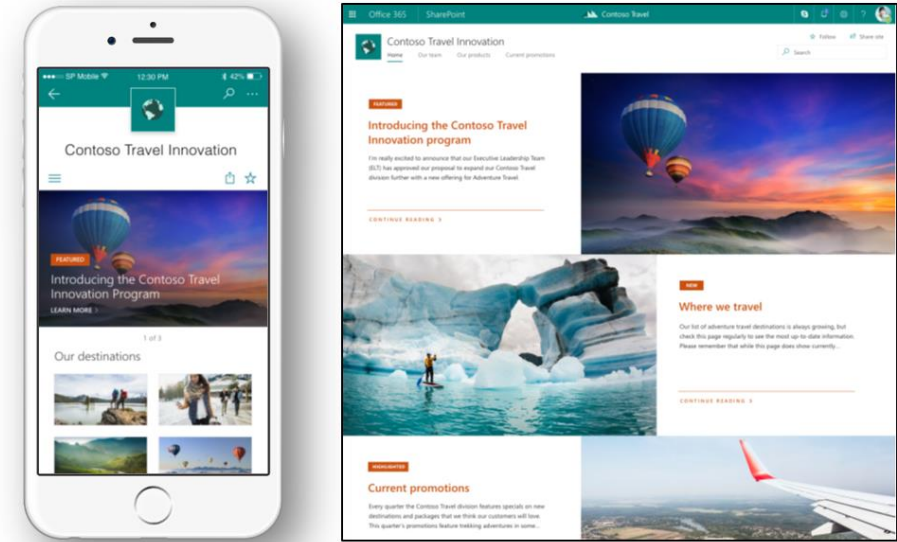 SP Mobile
12:30 PM
42%
Contoso Travel Innovation
FEATURED
Introducing the Contoso Travel
Innovation Program
LEARN MORE
1 of 3
Our destinations
Office 365
SharePoint
Contoso Travel
?
Contoso Travel Innovation
Home
Our team
Our products
Current promotions
Follow
Share site
Search
FEATURED
Introducing the Contoso Travel
Innovation program
I'm really excited to announce that our Executive Leadership Team
(ELT) has approved our proposal to expand our Contoso Travel
division further with a new offering for Adventure Travel
CONTINUE READING >
NEW
Where we travel
Our list of adventure travel destinations is always growing, but
check this page regularly to see the most up-to-date information.
Please remember that while this page does show currently...
CONTINUE READING >
HIGHLIGHTED
Current promotions
Every quarter the Contoso Travel division features specials on new
destinations and packages that we think our customers will love.
This quarter's promotions feature trekking adventures in some...